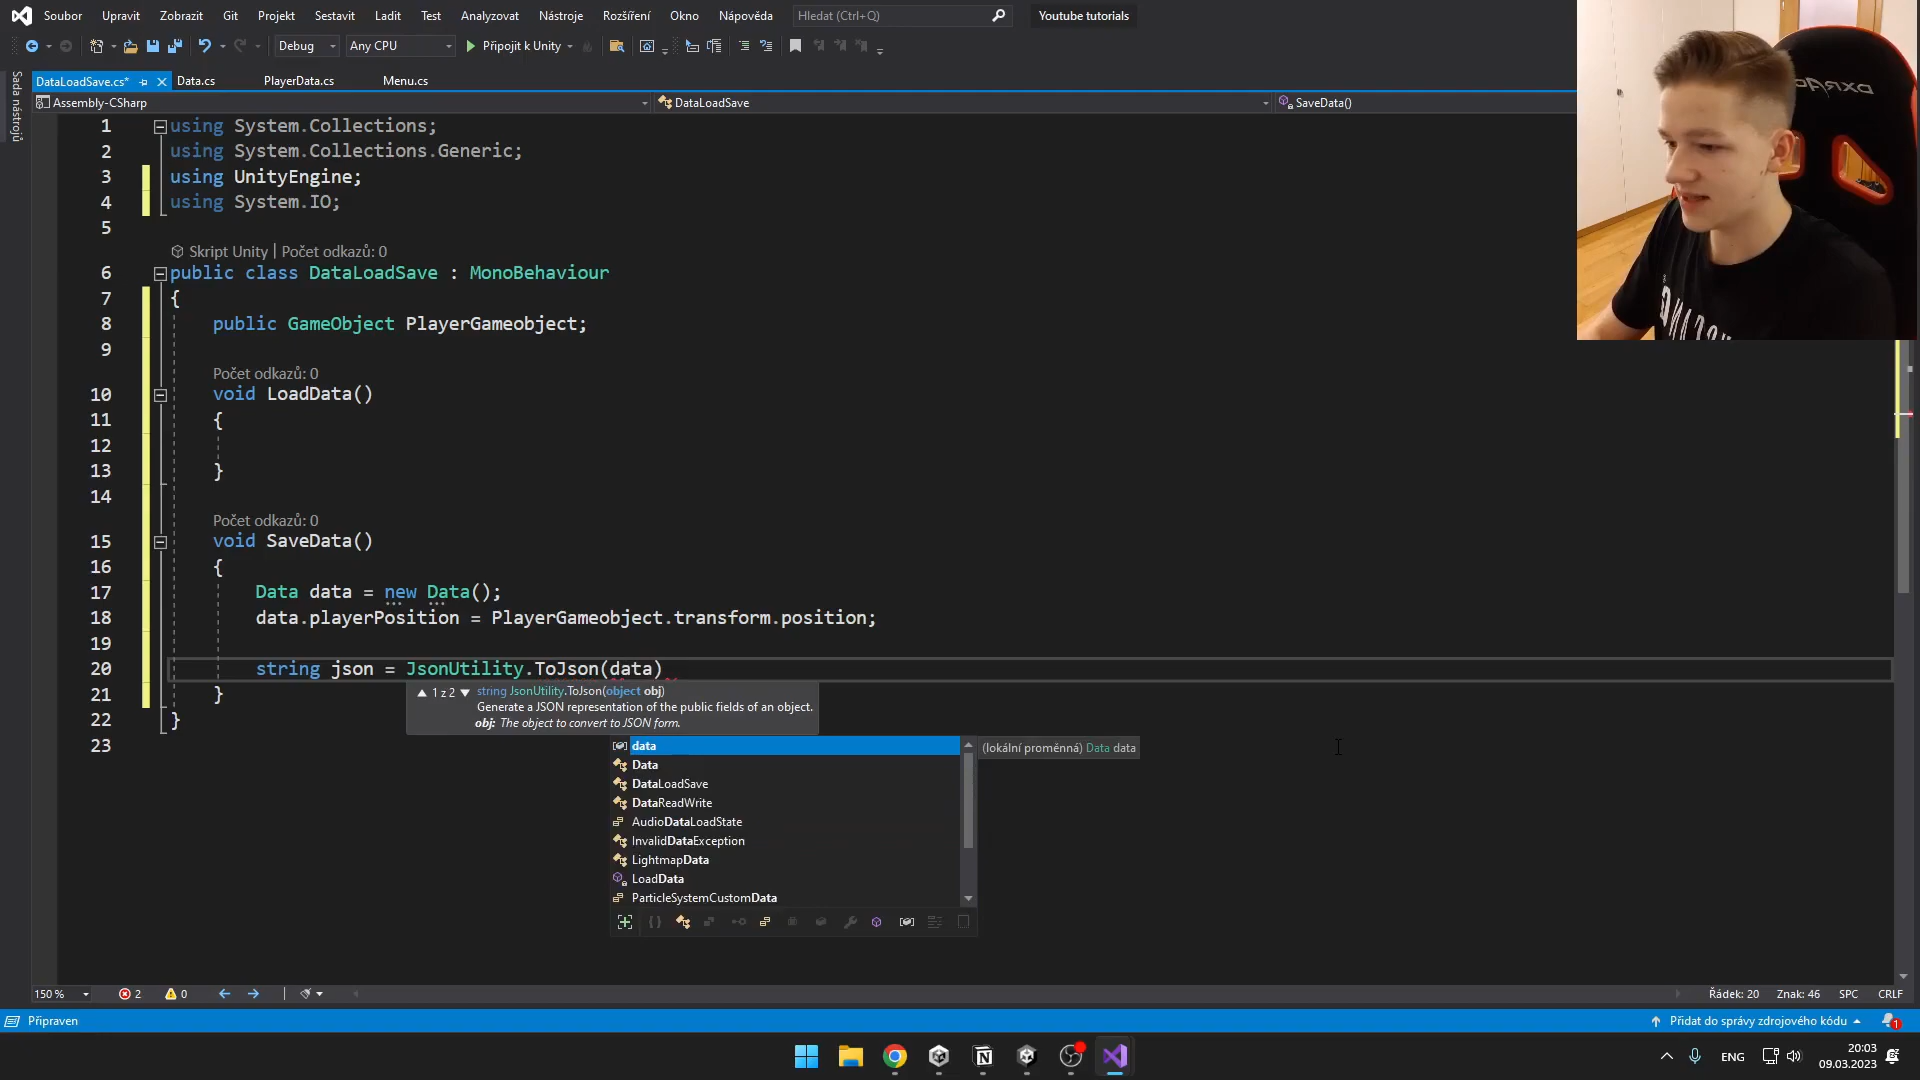 Soubor Upravit Zobrazit Git Projekt Sestavit Ladit Test Analyzovat Nástroje Rozšíření Okno Nápověda Hledat (Ctrl+Q) Youtube tutorials
Debug Any CPU Připojit k Unity
DataLoadSave.cs* Data.cs PlayerData.cs Menu.cs
Sada nástrojů
Assembly-CSharp DataLoadSave SaveData()
1 using System.Collections;
2 using System.Collections.Generic;
3 using UnityEngine;
4 using System.IO;
5
Skript Unity | Počet odkazů: 0
6 public class DataLoadSave : MonoBehaviour
7 {
8 public GameObject PlayerGameobject;
9
Počet odkazů: 0
10 void LoadData()
11 {
12
13 }
14
Počet odkazů: 0
15 void SaveData()
16 {
17 Data data = new Data();
18 data.playerPosition = PlayerGameobject.transform.position;
19
20 string json = JsonUtility.ToJson(data)
21 }
22 }
23
1 z 2 string JsonUtility.ToJson(object obj)
Generate a JSON representation of the public fields of an object.
obj: The object to convert to JSON form.
data
(lokální proměnná) Data data
Data
DataLoadSave
DataReadWrite
AudioDataLoadState
InvalidDataException
LightmapData
LoadData
ParticleSystemCustomData
150 % 2 0 Řádek: 20 Znak: 46 SPC CRLF
Připraven Přidat do správy zdrojového kódu 1
ENG 20:03
09.03.2023